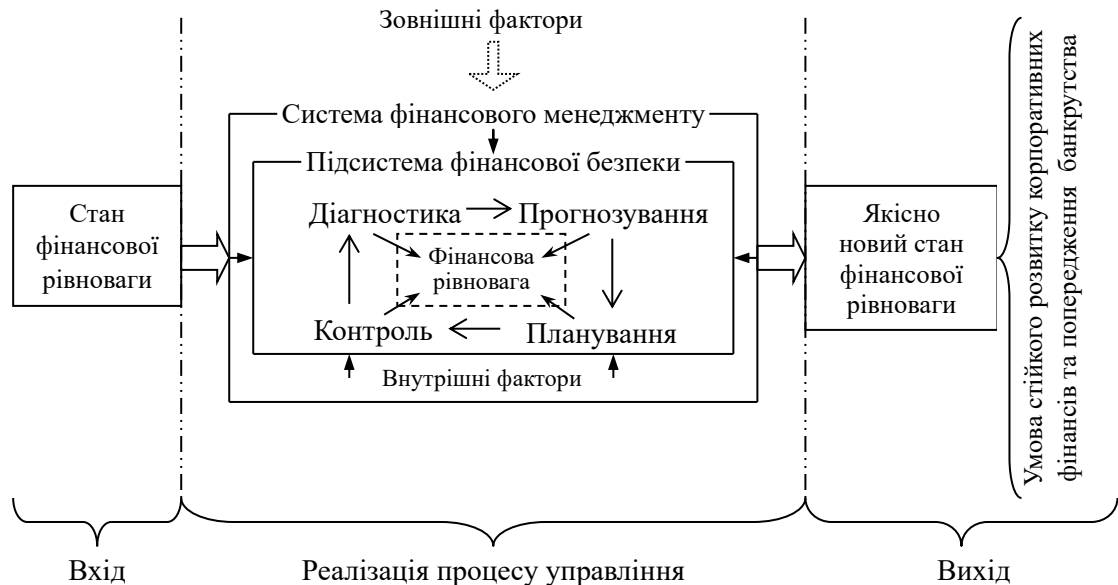 Зовнішні фактори
Система фінансового менеджменту
Підсистема фінансової безпеки
Стан
фінансової
рівноваги
Діагностика
Прогнозування
Фінансова
рівновага
Контроль
Планування
Внутрішні фактори
Якісно
новий стан
фінансової
рівноваги
Умова стійкого розвитку корпоративних
фінансів та попередження банкрутства
Вхід
Реалізація процесу управління
Вихід